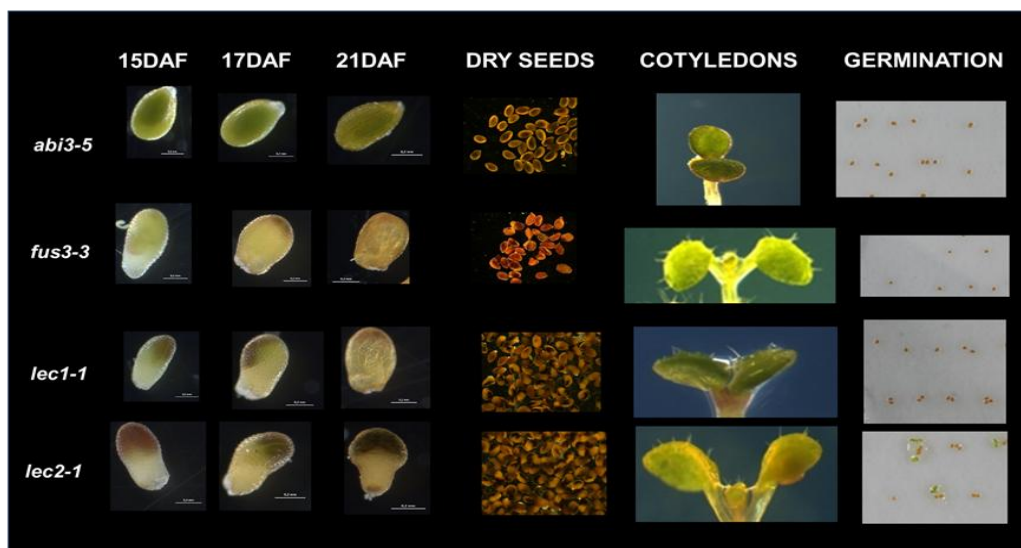 15DAF 17DAF 21DAF DRY SEEDS COTYLEDONS GERMINATION
abi3-5
fus3-3
lec1-1
lec2-1